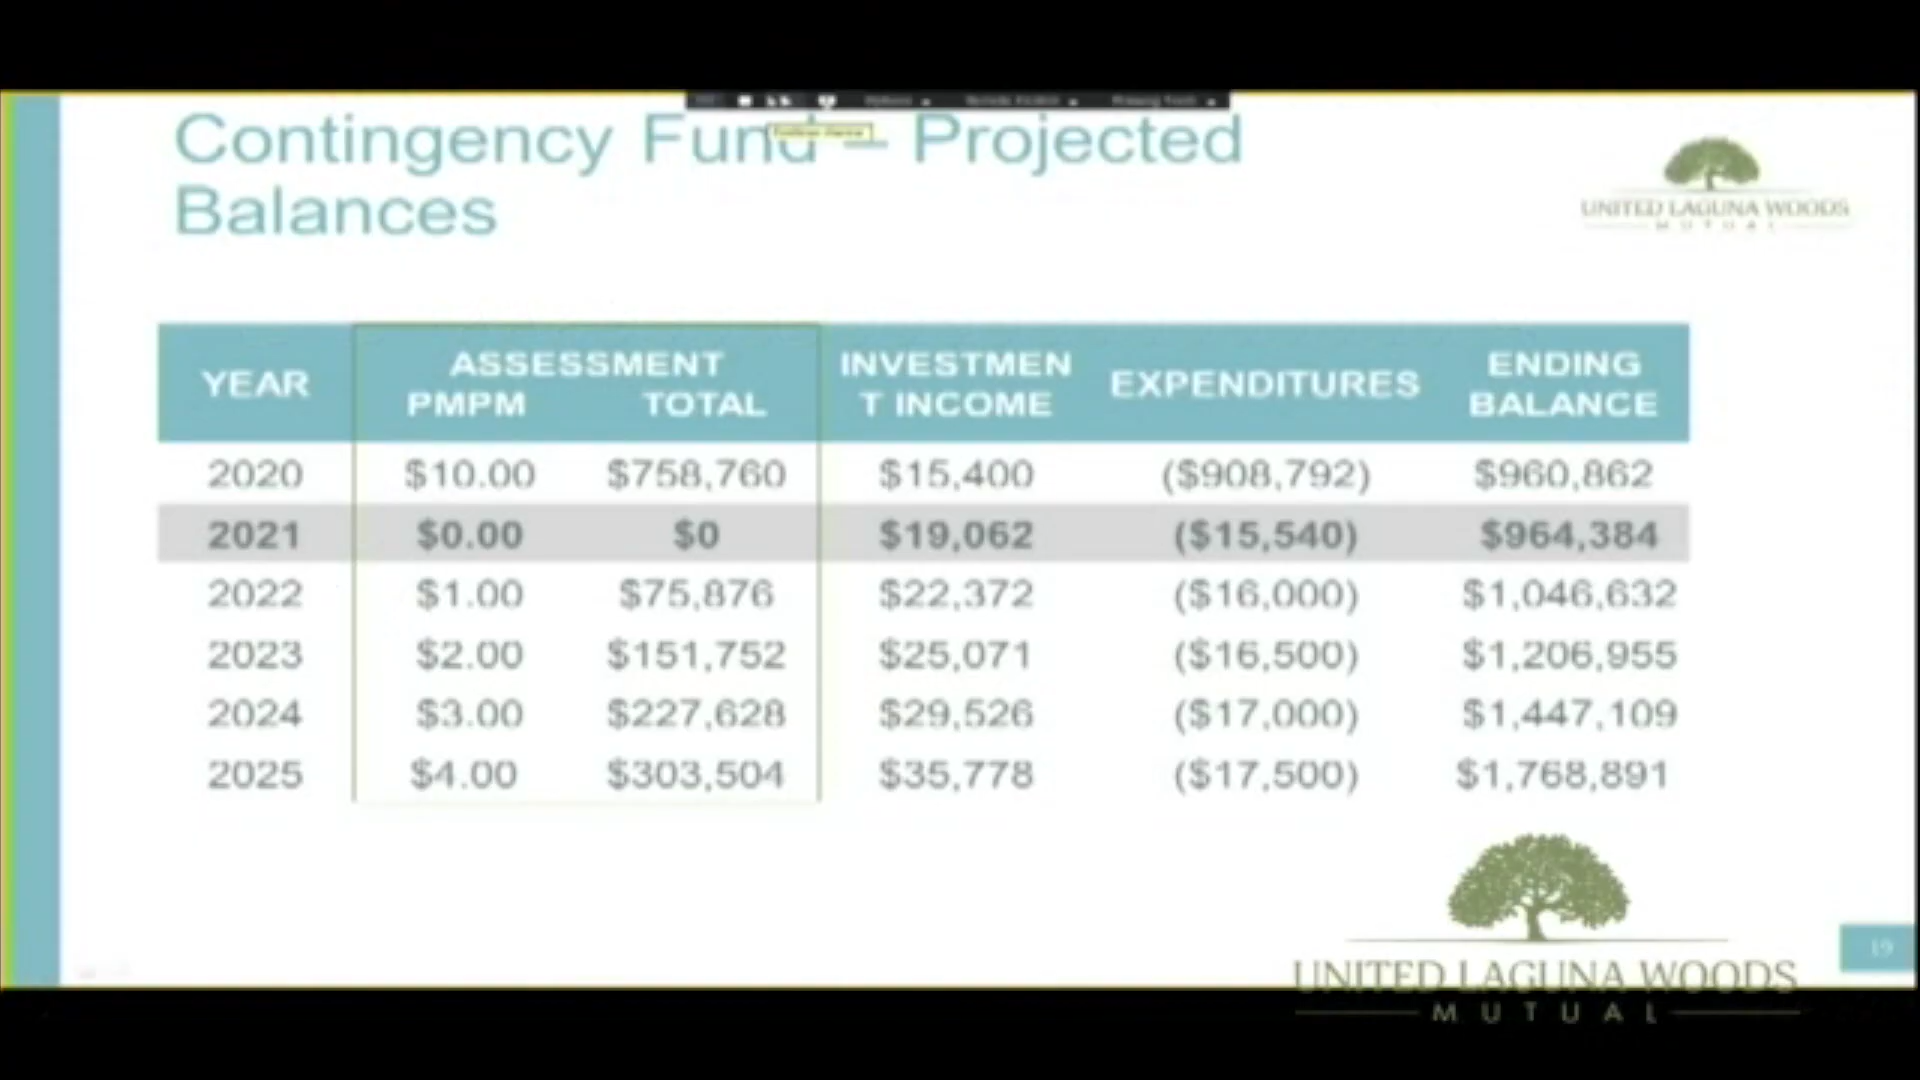 Contingency Fund – Projected
Balances
UNITED LAGUNA WOODS
MUTUAL
YEAR ASSESSMENT PMPM TOTAL INVESTMEN T INCOME EXPENDITURES ENDING BALANCE
2020 $10.00 $758,760 $15,400 ($908,792) $960,862
2021 $0.00 $0 $19,062 ($15,540) $964,384
2022 $1.00 $75,876 $22,372 ($16,000) $1,046,632
2023 $2.00 $151,752 $25,071 ($16,500) $1,206,955
2024 $3.00 $227,628 $29,526 ($17,000) $1,447,109
2025 $4.00 $303,504 $35,778 ($17,500) $1,768,891
19
UNITED LAGUNA WOODS
MUTUAL